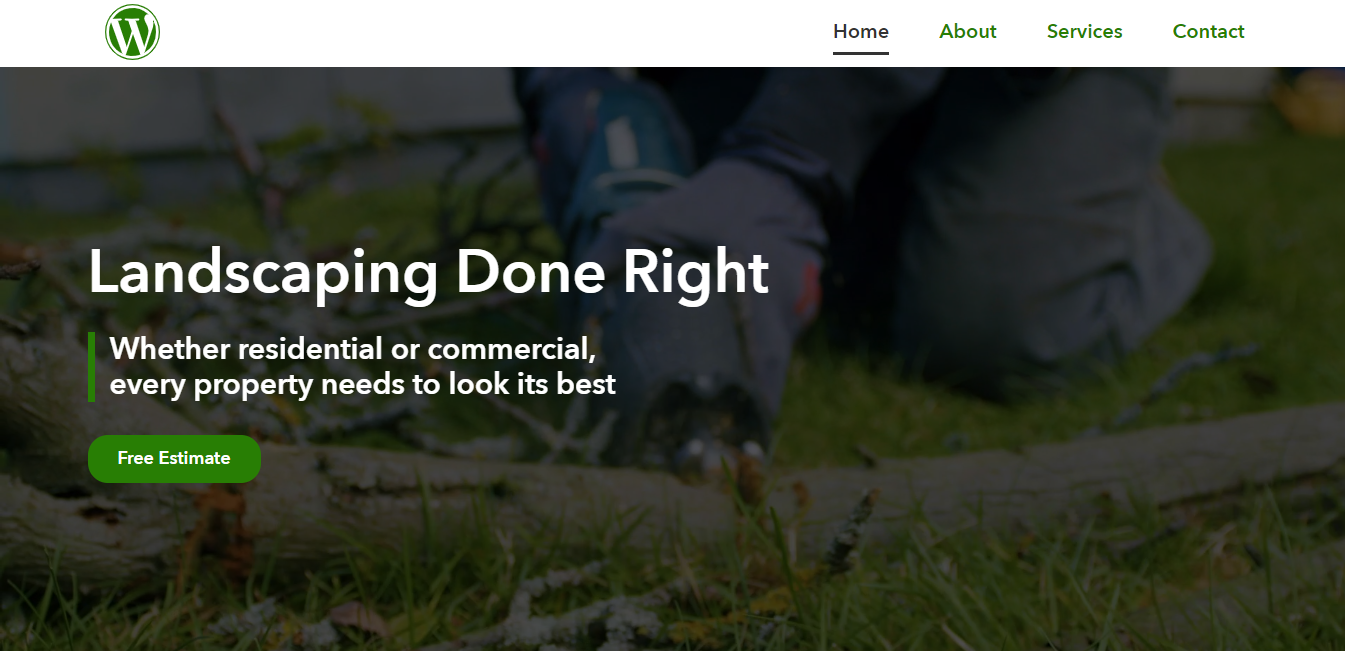 W
Home About Services Contact
Landscaping Done Right
Whether residential or commercial,
every property needs to look its best
Free Estimate